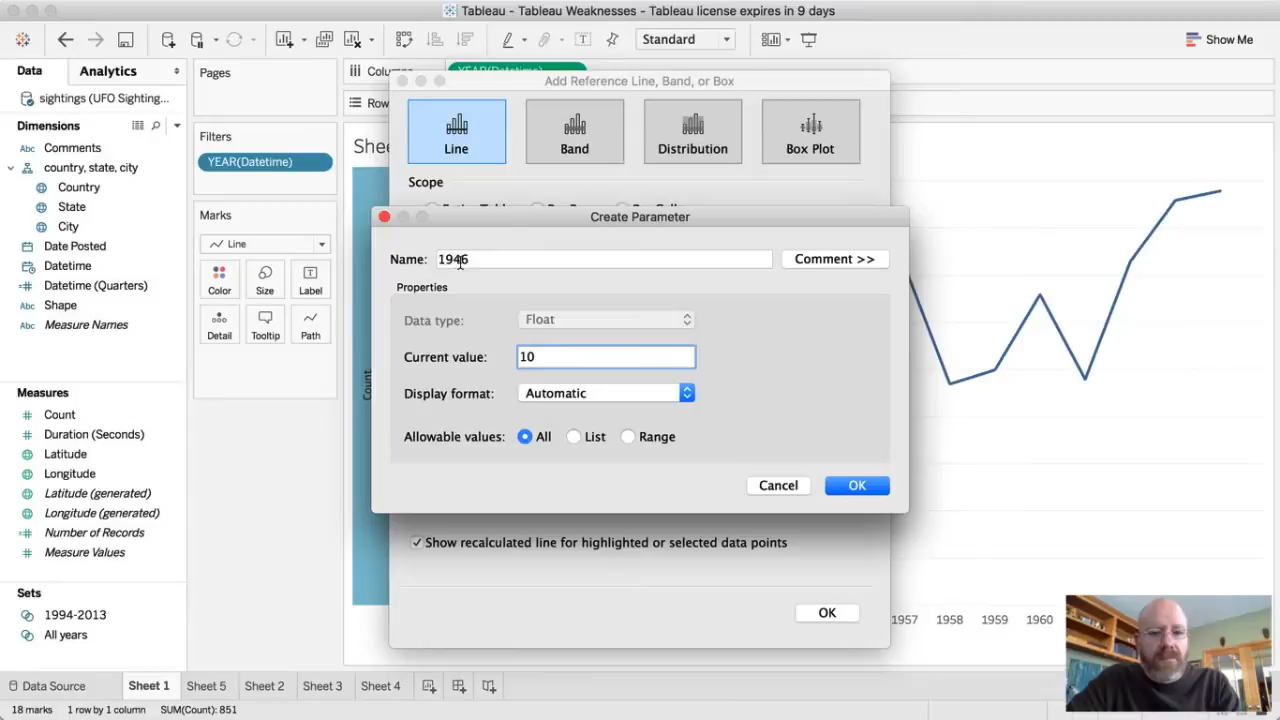 Tableau - Tableau Weaknesses - Tableau license expires in 9 days
Standard
Show Me
Data
Analytics
Pages
YEAR(Datetime)
sightings (UFO Sighting...
Add Reference Line, Band, or Box
Dimensions
Filters
YEAR(Datetime)
Line
Band
Distribution
Box Plot
Abc Comments
country, state, city
Country
State
City
Date Posted
Datetime
Datetime (Quarters)
Abc Shape
Abc Measure Names
Scope
Marks
Line
Color
Size
Label
Detail
Tooltip
Path
Create Parameter
Name: 1946
Comment >>
Properties
Data type: Float
Current value: 10
Display format: Automatic
Allowable values: All List Range
Cancel
OK
Measures
Count
Duration (Seconds)
Latitude
Longitude
Latitude (generated)
Longitude (generated)
Number of Records
Measure Values
Count
Show recalculated line for highlighted or selected data points
OK
Sets
1994-2013
All years
1957 1958 1959 1960
Data Source
Sheet 1
Sheet 5
Sheet 2
Sheet 3
Sheet 4
18 marks 1 row by 1 column SUM(Count): 851